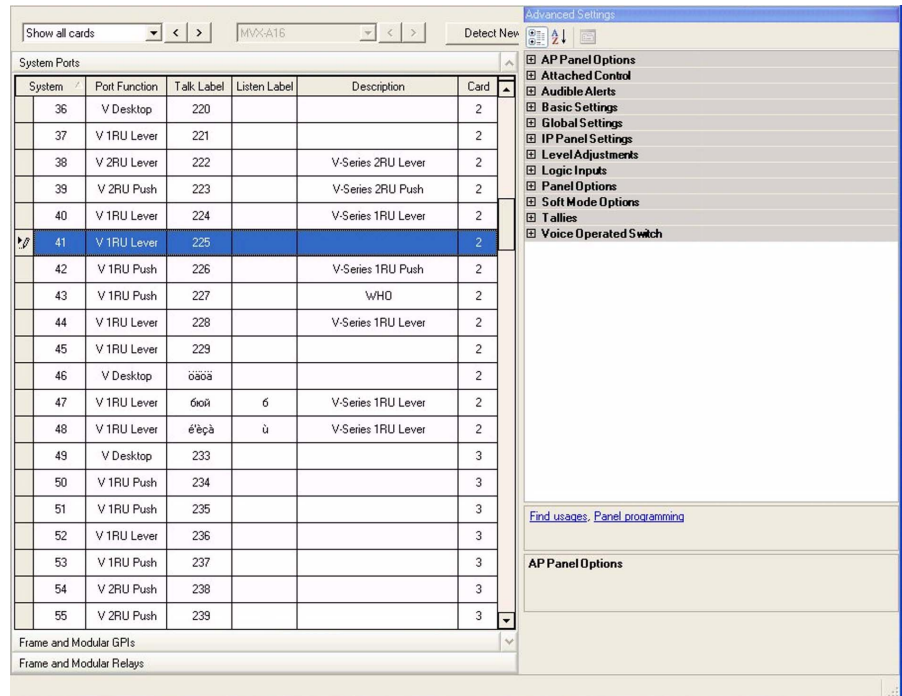 Show all cards MVX-A16 Detect New
System Ports
System Port Function Talk Label Listen Label Description Card
36 V Desktop 220 2
37 V 1RU Lever 221 2
38 V 2RU Lever 222 V-Series 2RU Lever 2
39 V 2RU Push 223 V-Series 2RU Push 2
40 V 1RU Lever 224 V-Series 1RU Lever 2
41 V 1RU Lever 225 2
42 V 1RU Push 226 V-Series 1RU Push 2
43 V 1RU Push 227 WHO 2
44 V 1RU Lever 228 V-Series 1RU Lever 2
45 V 1RU Lever 229 2
46 V Desktop öäöä 2
47 V 1RU Lever бюй б V-Series 1RU Lever 2
48 V 1RU Lever é'èçà ù V-Series 1RU Lever 2
49 V Desktop 233 3
50 V 1RU Push 234 3
51 V 1RU Push 235 3
52 V 1RU Lever 236 3
53 V 1RU Push 237 3
54 V 2RU Push 238 3
55 V 2RU Push 239 3
Frame and Modular GPIs
Frame and Modular Relays
Advanced Settings
AP Panel Options
Attached Control
Audible Alerts
Basic Settings
Global Settings
IP Panel Settings
Level Adjustments
Logic Inputs
Panel Options
Soft Mode Options
Tallies
Voice Operated Switch
Find usages, Panel programming
AP Panel Options